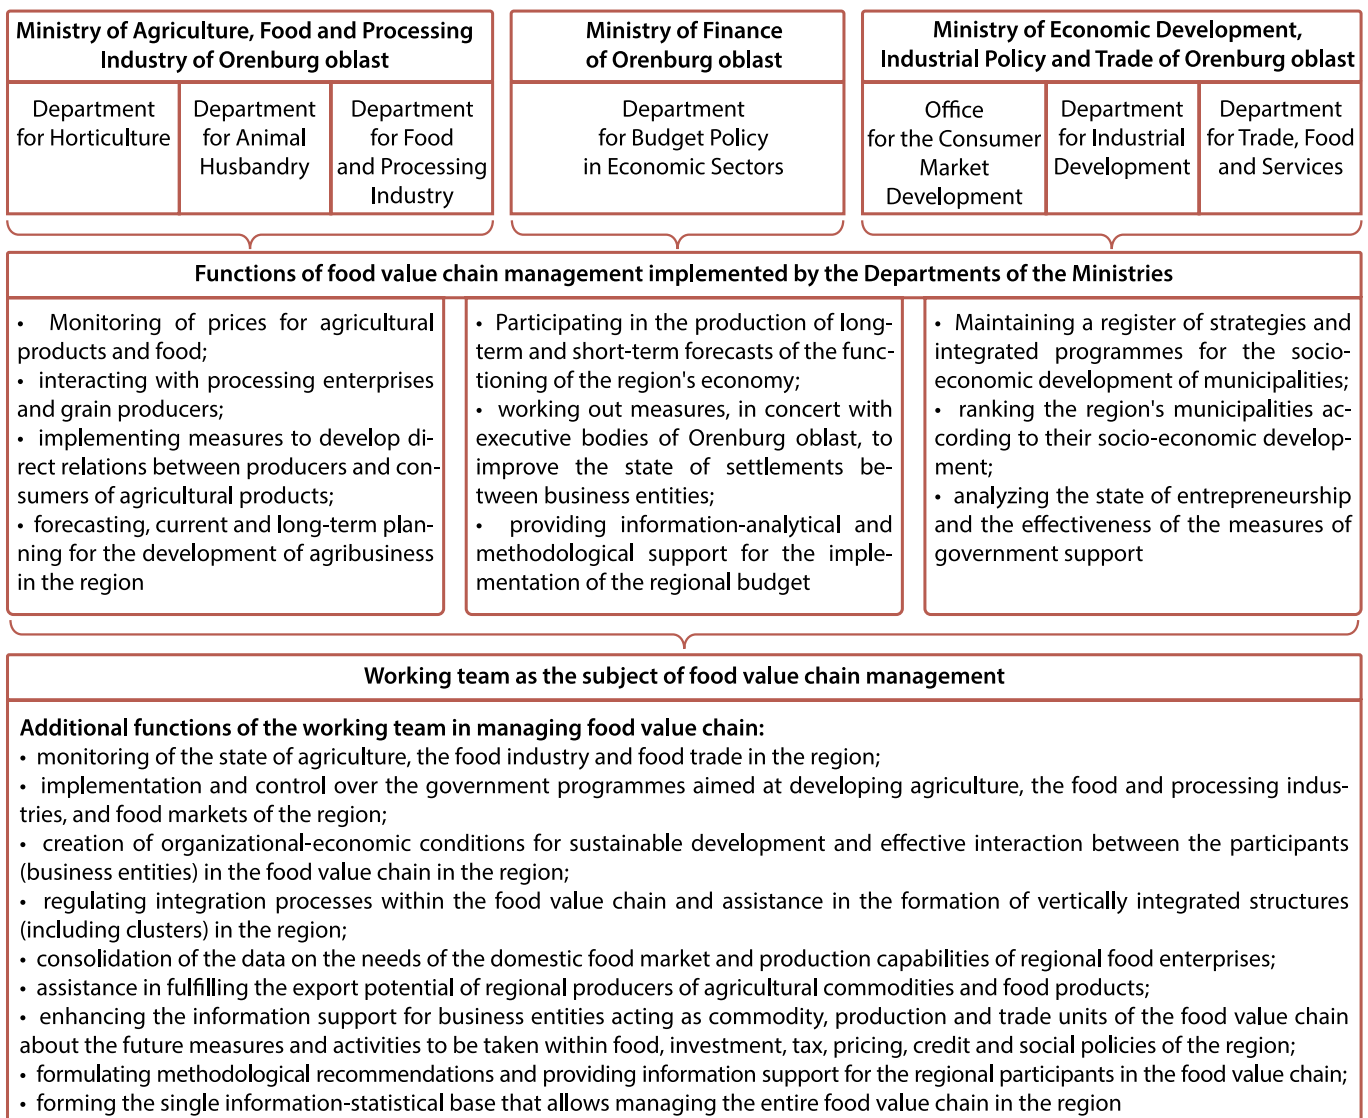 Ministry of Agriculture, Food and Processing
Industry of Orenburg oblast
Ministry of Finance
of Orenburg oblast
Ministry of Economic Development,
Industrial Policy and Trade of Orenburg oblast
Department
for Horticulture
Department
for Animal
Husbandry
Department
for Food
and Processing
Industry
Department
for Budget Policy
in Economic Sectors
Office
for the Consumer
Market
Development
Department
for Industrial
Development
Department
for Trade, Food
and Services
Functions of food value chain management implemented by the Departments of the Ministries
• Monitoring of prices for agricultural
products and food;
• interacting with processing enterprises
and grain producers;
• implementing measures to develop di-
rect relations between producers and con-
sumers of agricultural products;
• forecasting, current and long-term plan-
ning for the development of agribusiness
in the region
• Participating in the production of long-
term and short-term forecasts of the func-
tioning of the region's economy;
• working out measures, in concert with
executive bodies of Orenburg oblast, to
improve the state of settlements be-
tween business entities;
• providing information-analytical and
methodological support for the imple-
mentation of the regional budget
• Maintaining a register of strategies and
integrated programmes for the socio-
economic development of municipalities;
• ranking the region's municipalities ac-
cording to their socio-economic develop-
ment;
• analyzing the state of entrepreneurship
and the effectiveness of the measures of
government support
Working team as the subject of food value chain management
Additional functions of the working team in managing food value chain:
• monitoring of the state of agriculture, the food industry and food trade in the region;
• implementation and control over the government programmes aimed at developing agriculture, the food and processing indus-
tries, and food markets of the region;
• creation of organizational-economic conditions for sustainable development and effective interaction between the participants
(business entities) in the food value chain in the region;
• regulating integration processes within the food value chain and assistance in the formation of vertically integrated structures
(including clusters) in the region;
• consolidation of the data on the needs of the domestic food market and production capabilities of regional food enterprises;
• assistance in fulfilling the export potential of regional producers of agricultural commodities and food products;
• enhancing the information support for business entities acting as commodity, production and trade units of the food value chain
about the future measures and activities to be taken within food, investment, tax, pricing, credit and social policies of the region;
• formulating methodological recommendations and providing information support for the regional participants in the food value chain;
• forming the single information-statistical base that allows managing the entire food value chain in the region